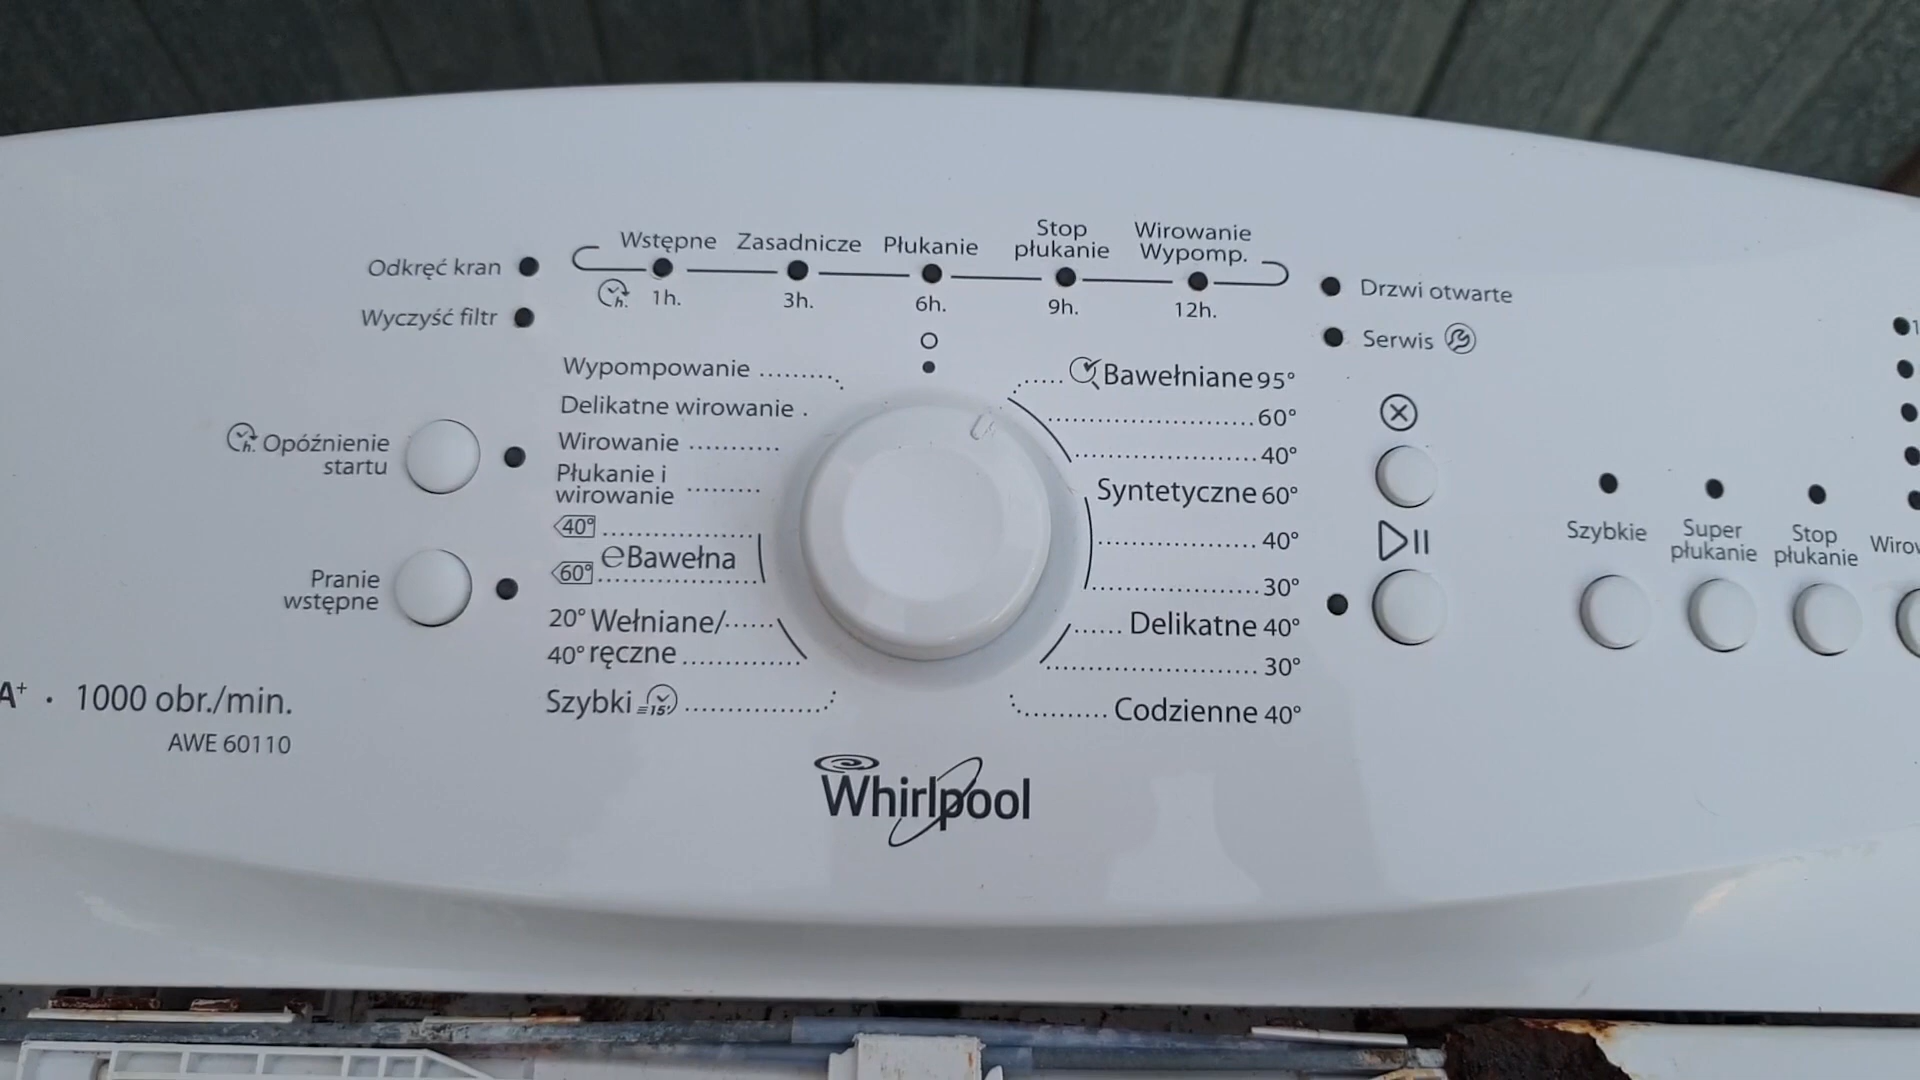 Wstępne Zasadnicze Płukanie Stop płukanie Wirowanie Wypomp.
1h. 3h. 6h. 9h. 12h.
Odkręć kran
Wyczyść filtr
Drzwi otwarte
Serwis
Opóźnienie
startu
Pranie
wstępne
Wypompowanie
Delikatne wirowanie
Wirowanie
Płukanie i
wirowanie
40°
eBawełna
60°
20° Wełniane/
40° ręczne
Szybki 15'
Bawełniane 95°
60°
40°
Syntetyczne 60°
40°
30°
Delikatne 40°
30°
Codzienne 40°
Szybkie
Super
płukanie
Stop
płukanie
A+ · 1000 obr./min.
AWE 60110
Whirlpool